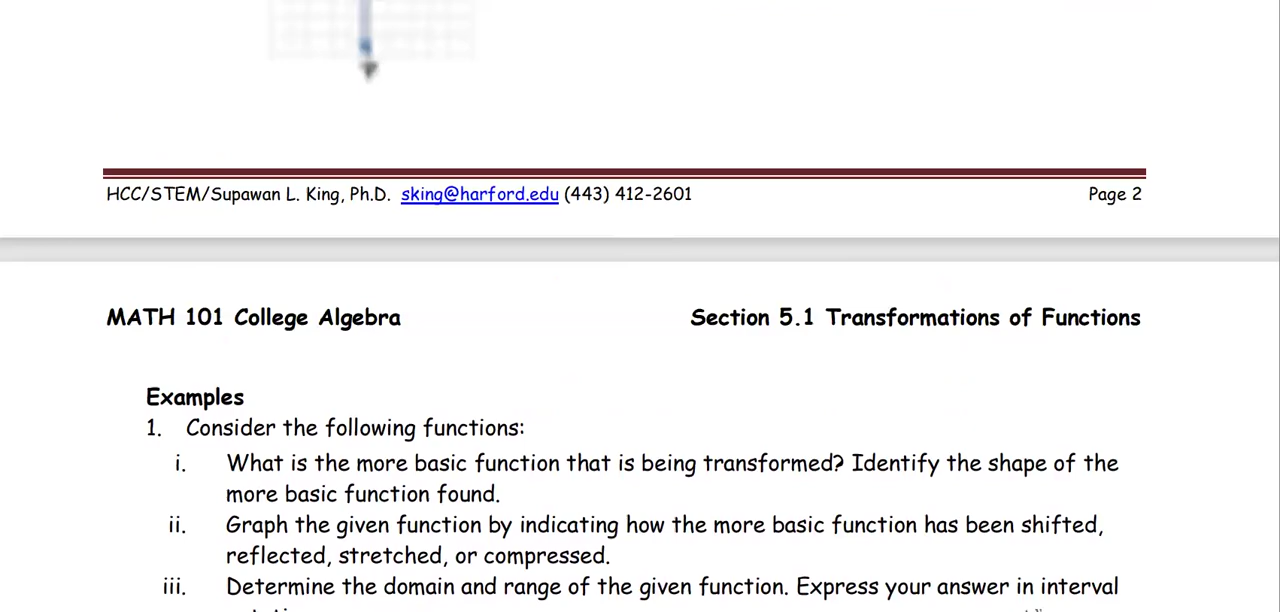 HCC/STEM/Supawan L. King, Ph.D. sking@harford.edu (443) 412-2601 Page 2
MATH 101 College Algebra Section 5.1 Transformations of Functions
Examples
1. Consider the following functions:
i. What is the more basic function that is being transformed? Identify the shape of the
more basic function found.
ii. Graph the given function by indicating how the more basic function has been shifted,
reflected, stretched, or compressed.
iii. Determine the domain and range of the given function. Express your answer in interval